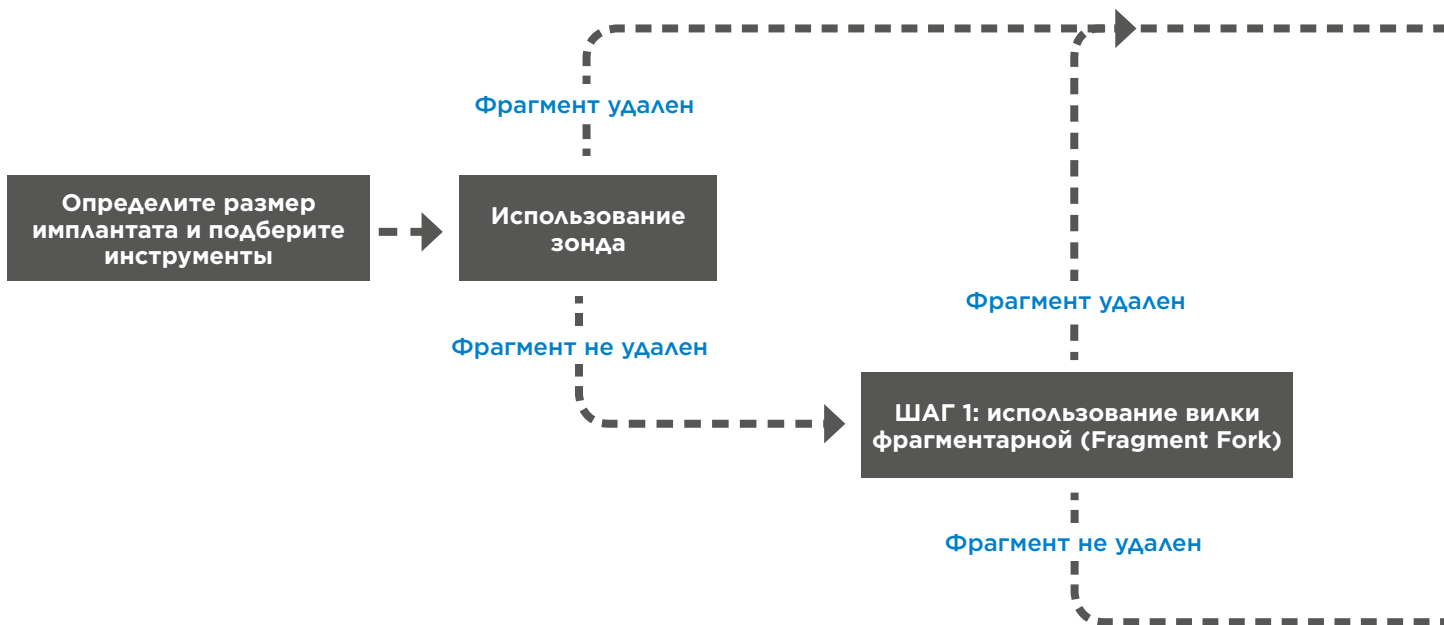 Фрагмент удален
Определите размер
имплантата и подберите
инструменты
Использование
зонда
Фрагмент удален
Фрагмент не удален
ШАГ 1: использование вилки
фрагментарной (Fragment Fork)
Фрагмент не удален